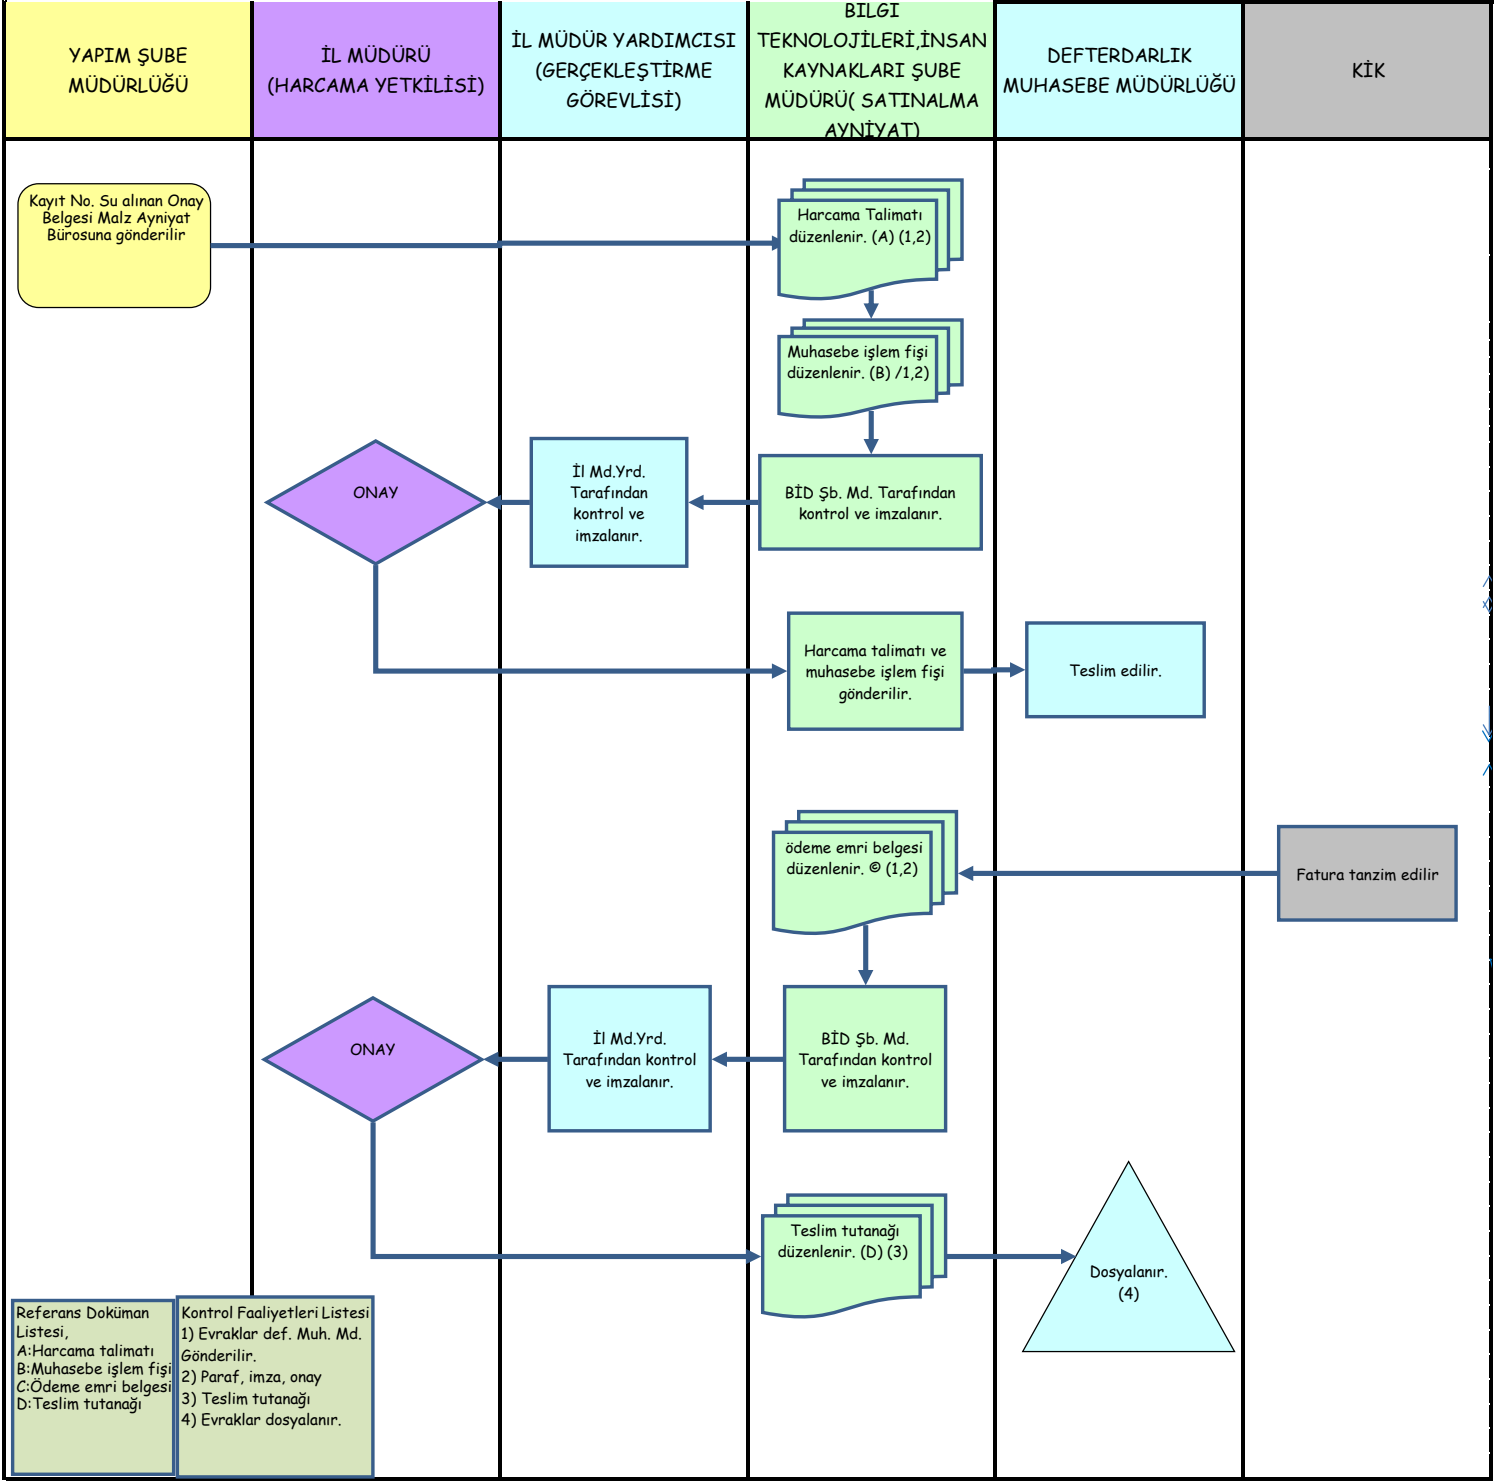 YAPIM ŞUBE
MÜDÜRLUĞÜ
İL MÜDÜRÜ
(HARCAMA YETKİLİSİ)
İL MÜDÜR YARDIMCISI
(GERÇEKLEŞTİRME
GÖREVLİSİ)
BILGI
TEKNOLOJİLERİ,İNSAN
KAYNAKLARI ŞUBE
MÜDÜRÜ( SATINALMA
AYNİYAT)
DEFTERDARLIK
MUHASEBE MÜDÜRLÜĞÜ
KİK
Kayıt No. Su alınan Onay
Belgesi Malz Ayniyat
Bürosuna gönderilir
Harcama Talimatı
düzenlenir. (A) (1,2)
Muhasebe işlem fişi
düzenlenir. (B) /1,2)
ONAY
İl Md.Yrd.
Tarafından
kontrol ve
imzalanır.
BİD Şb. Md. Tarafından
kontrol ve imzalanır.
Harcama talimatı ve
muhasebe işlem fişi
gönderilir.
Teslim edilir.
ödeme emri belgesi
düzenlenir. © (1,2)
Fatura tanzim edilir
ONAY
İl Md.Yrd.
Tarafından kontrol
ve imzalanır.
BİD Şb. Md.
Tarafından kontrol
ve imzalanır.
Teslim tutanağı
düzenlenir. (D) (3)
Dosyalanır.
(4)
Referans Doküman
Listesi,
A:Harcama talimatı
B:Muhasebe işlem fişi
C:Ödeme emri belgesi
D:Teslim tutanağı
Kontrol Faaliyetleri Listesi
1) Evraklar def. Muh. Md.
Gönderilir.
2) Paraf, imza, onay
3) Teslim tutanağı
4) Evraklar dosyalanır.